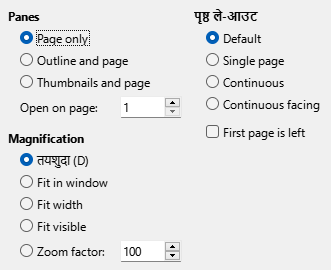 Panes
Page only
Outline and page
Thumbnails and page
Open on page: 1
Magnification
तयशुदा (D)
Fit in window
Fit width
Fit visible
Zoom factor: 100
पृष्ठ ले-आउट
Default
Single page
Continuous
Continuous facing
First page is left